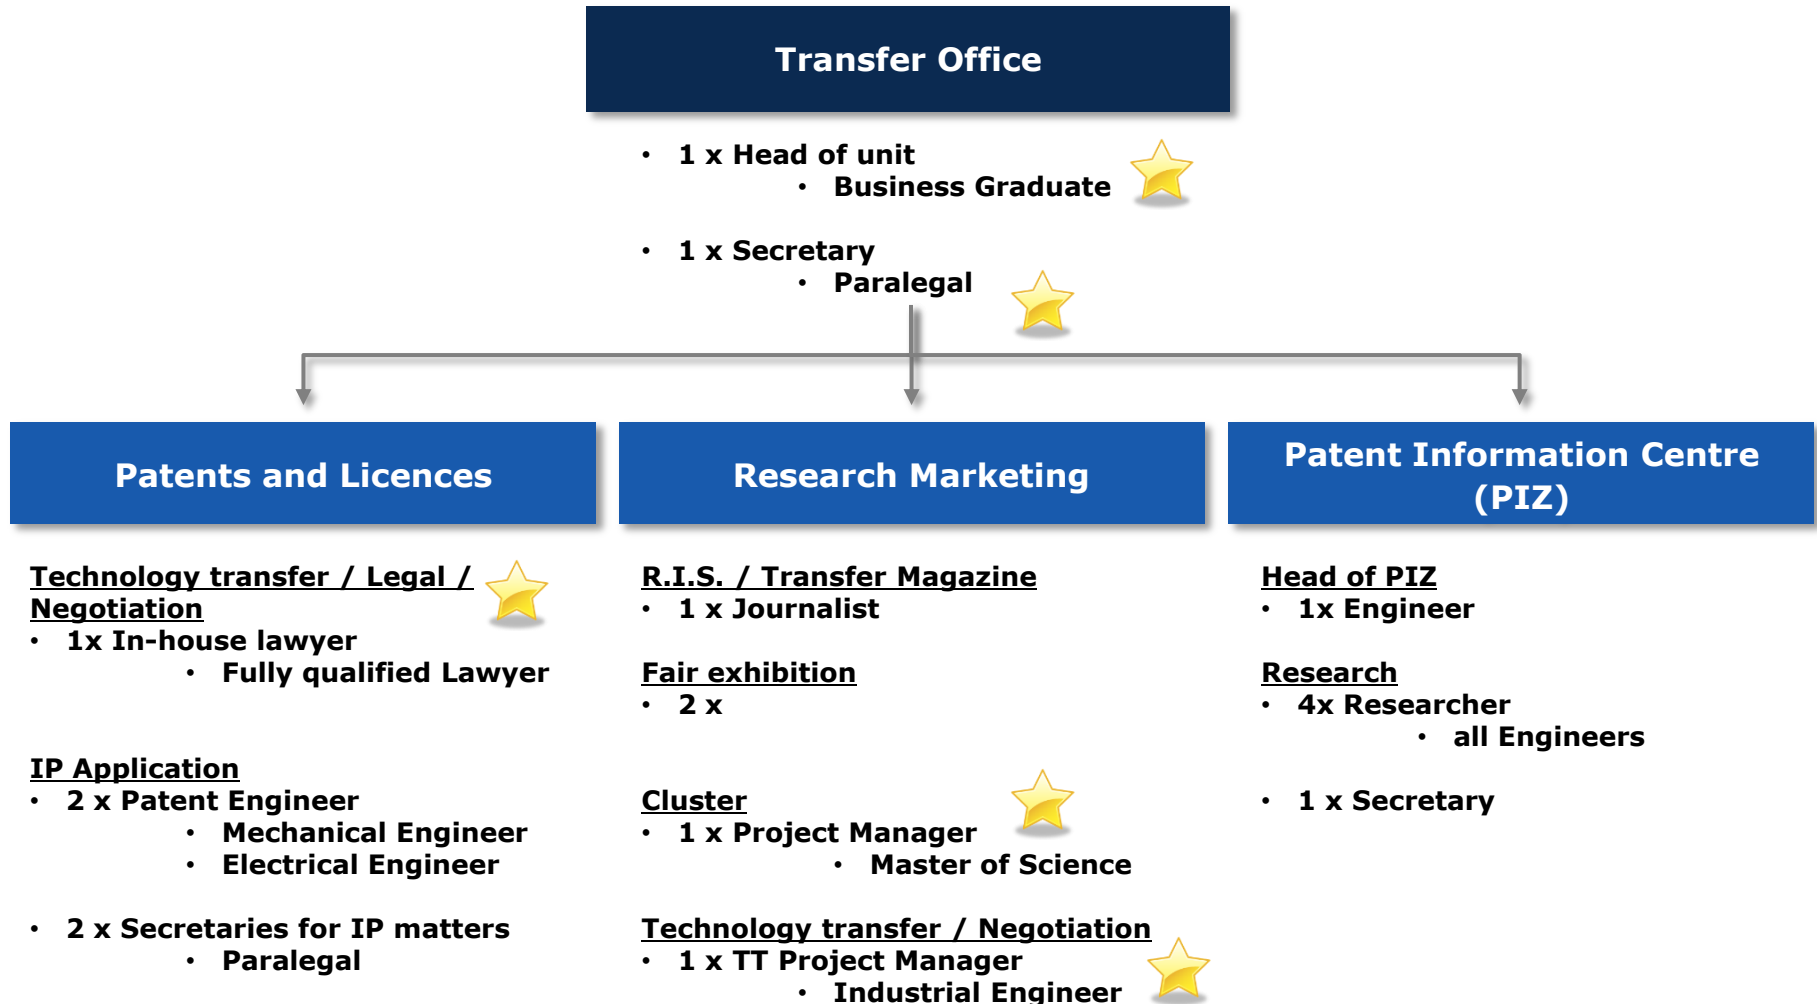 Transfer Office
• 1 x Head of unit
• Business Graduate
• 1 x Secretary
• Paralegal
Patents and Licences
Technology transfer / Legal /
Negotiation
• 1x In-house lawyer
• Fully qualified Lawyer
IP Application
• 2 x Patent Engineer
• Mechanical Engineer
• Electrical Engineer
• 2 x Secretaries for IP matters
• Paralegal
Research Marketing
R.I.S. / Transfer Magazine
• 1 x Journalist
Fair exhibition
• 2 x
Cluster
• 1 x Project Manager
• Master of Science
Technology transfer / Negotiation
• 1 x TT Project Manager
• Industrial Engineer
Patent Information Centre
(PIZ)
Head of PIZ
• 1x Engineer
Research
• 4x Researcher
• all Engineers
• 1 x Secretary